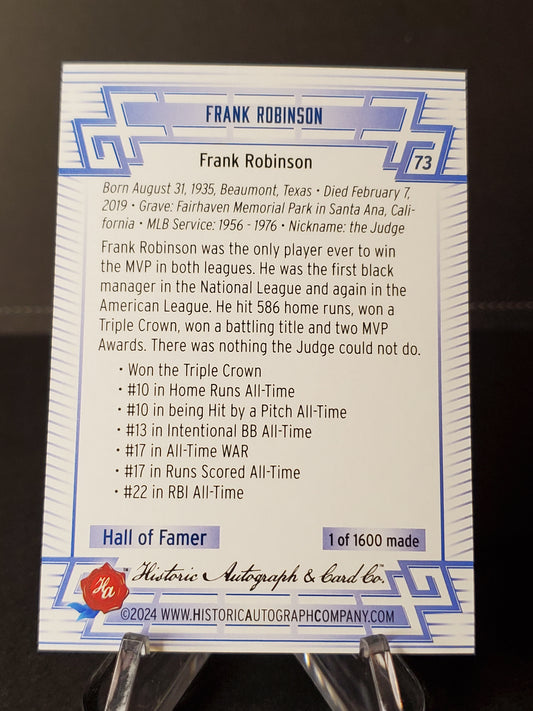 FRANK ROBINSON
Frank Robinson
73
Born August 31, 1935, Beaumont, Texas • Died February 7,
2019 • Grave: Fairhaven Memorial Park in Santa Ana, Cali-
fornia • MLB Service: 1956 - 1976 • Nickname: the Judge
Frank Robinson was the only player ever to win
the MVP in both leagues. He was the first black
manager in the National League and again in the
American League. He hit 586 home runs, won a
Triple Crown, won a battling title and two MVP
Awards. There was nothing the Judge could not do.
• Won the Triple Crown
• #10 in Home Runs All-Time
• #10 in being Hit by a Pitch All-Time
• #13 in Intentional BB All-Time
• #17 in All-Time WAR
• #17 in Runs Scored All-Time
• #22 in RBI All-Time
Hall of Famer
1 of 1600 made
Historic Autograph & Card Co.™
HA
©2024 WWW.HISTORICAUTOGRAPHCOMPANY.COM